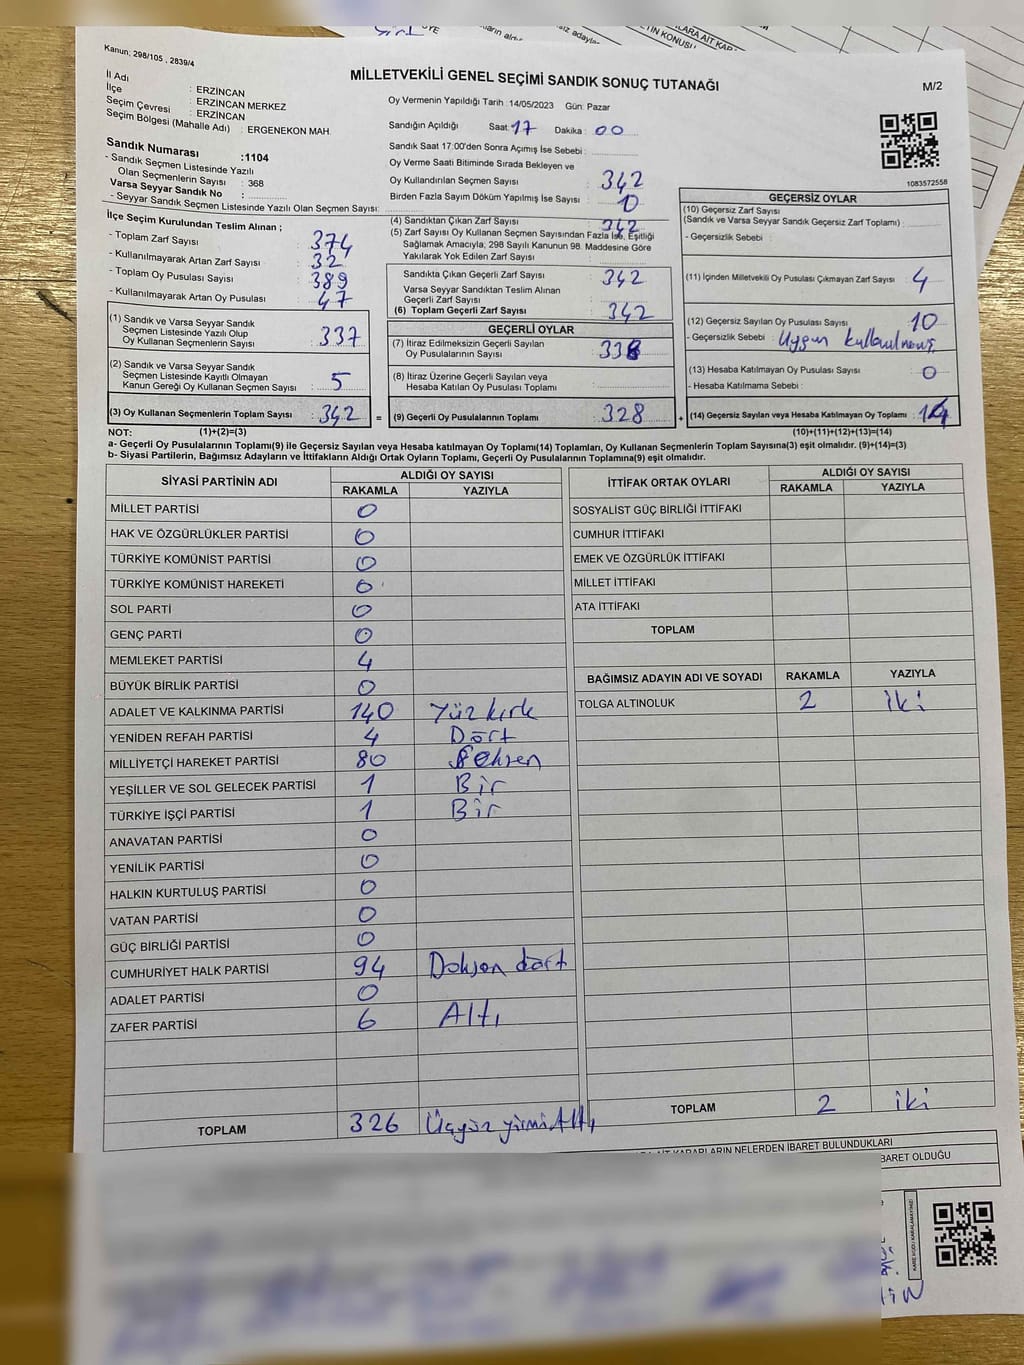 Kanun; 298/105 , 2839/4
MİLLETVEKİLİ GENEL SEÇİMİ SANDIK SONUÇ TUTANAĞI
M/2
İl Adı : ERZİNCAN
İlçe : ERZİNCAN MERKEZ
Seçim Çevresi : ERZİNCAN
Seçim Bölgesi (Mahalle Adı) : ERGENEKON MAH.
Oy Vermenin Yapıldığı Tarih : 14/05/2023 Gün: Pazar
Sandığın Açıldığı Saat: 17 Dakika : 00
Sandık Saat 17:00'den Sonra Açımış İse Sebebi :
Oy Verme Saati Bitiminde Sırada Bekleyen ve
Oy Kullandırılan Seçmen Sayısı : 342
Birden Fazla Sayım Döküm Yapılmış İse Sayısı : 0
Sandık Numarası :1104
- Sandık Seçmen Listesinde Yazılı
Olan Seçmenlerin Sayısı : 368
Varsa Seyyar Sandık No :
- Seyyar Sandık Seçmen Listesinde Yazılı Olan Seçmen Sayısı:
İlçe Seçim Kurulundan Teslim Alınan ;
- Toplam Zarf Sayısı : 374
- Kullanılmayarak Artan Zarf Sayısı : 32
- Toplam Oy Pusulası Sayısı : 389
- Kullanılmayarak Artan Oy Pusulası : 47
(1) Sandık ve Varsa Seyyar Sandık
Seçmen Listesinde Yazılı Olup
Oy Kullanan Seçmenlerin Sayısı : 337
(2) Sandık ve Varsa Seyyar Sandık
Seçmen Listesinde Kayıtlı Olmayan
Kanun Gereği Oy Kullanan Seçmen Sayısı : 5
(3) Oy Kullanan Seçmenlerin Toplam Sayısı : 342 =
(4) Sandıktan Çıkan Zarf Sayısı : 342
(5) Zarf Sayısı Oy Kullanan Seçmen Sayısından Fazla İse, Eşitliği
Sağlamak Amacıyla; 298 Sayılı Kanunun 98. Maddesine Göre
Yakılarak Yok Edilen Zarf Sayısı :
Sandıkta Çıkan Geçerli Zarf Sayısı : 342
Varsa Seyyar Sandıktan Teslim Alınan
Geçerli Zarf Sayısı :
(6) Toplam Geçerli Zarf Sayısı : 342
GEÇERLİ OYLAR
(7) İtiraz Edilmeksizin Geçerli Sayılan
Oy Pusulalarının Sayısı :
(8) İtiraz Üzerine Geçerli Sayılan veya
Hesaba Katılan Oy Pusulası Toplamı :
(9) Geçerli Oy Pusulalarının Toplamı : 328 +
1083572558
GEÇERSİZ OYLAR
(10) Geçersiz Zarf Sayısı
(Sandık ve Varsa Seyyar Sandık Geçersiz Zarf Toplamı) :
- Geçersizlik Sebebi :
(11) İçinden Milletvekili Oy Pusulası Çıkmayan Zarf Sayısı : 4
(12) Geçersiz Sayılan Oy Pusulası Sayısı : 10
- Geçersizlik Sebebi : Uygun
(13) Hesaba Katılmayan Oy Pusulası Sayısı : 0
- Hesaba Katılmama Sebebi :
(14) Geçersiz Sayılan veya Hesaba Katılmayan Oy Toplamı : 14
NOT: (1)+(2)=(3) (10)+(11)+(12)+(13)=(14)
a- Geçerli Oy Pusulalarının Toplamı(9) ile Geçersiz Sayılan veya Hesaba katılmayan Oy Toplamı(14) Toplamları, Oy Kullanan Seçmenlerin Toplam Sayısına(3) eşit olmalıdır. (9)+(14)=(3)
b- Siyasi Partilerin, Bağımsız Adayların ve İttifakların Aldığı Ortak Oyların Toplamı, Geçerli Oy Pusulalarının Toplamına(9) eşit olmalıdır.
SİYASİ PARTİNİN ADI ALDIĞI OY SAYISI
RAKAMLA YAZIYLA
MİLLET PARTİSİ 0
HAK VE ÖZGÜRLÜKLER PARTİSİ 0
TÜRKİYE KOMÜNİST PARTİSİ 0
TÜRKİYE KOMÜNİST HAREKETİ 0
SOL PARTİ 0
GENÇ PARTİ 0
MEMLEKET PARTİSİ 4
BÜYÜK BİRLİK PARTİSİ 0
ADALET VE KALKINMA PARTİSİ 140 Yüz kırk
YENİDEN REFAH PARTİSİ 4 Dört
MİLLİYETÇİ HAREKET PARTİSİ 80 Seksen
YEŞİLLER VE SOL GELECEK PARTİSİ 1 Bir
TÜRKİYE İŞÇİ PARTİSİ 1 Bir
ANAVATAN PARTİSİ 0
YENİLİK PARTİSİ 0
HALKIN KURTULUŞ PARTİSİ 0
VATAN PARTİSİ 0
GÜÇ BİRLİĞİ PARTİSİ 0
CUMHURİYET HALK PARTİSİ 94 Doksan dört
ADALET PARTİSİ 0
ZAFER PARTİSİ 6 Altı
TOPLAM 326 Üçyüz yirmi Altı
İTTİFAK ORTAK OYLARI ALDIĞI OY SAYISI
RAKAMLA YAZIYLA
SOSYALİST GÜÇ BİRLİĞİ İTTİFAKI
CUMHUR İTTİFAKI
EMEK VE ÖZGÜRLÜK İTTİFAKI
MİLLET İTTİFAKI
ATA İTTİFAKI
TOPLAM
BAĞIMSIZ ADAYIN ADI VE SOYADI RAKAMLA YAZIYLA
TOLGA ALTINOLUK 2 iki
TOPLAM 2 iki
KARARLARIN NELERDEN İBARET BULUNDUKLARI
BARET OLDUĞU